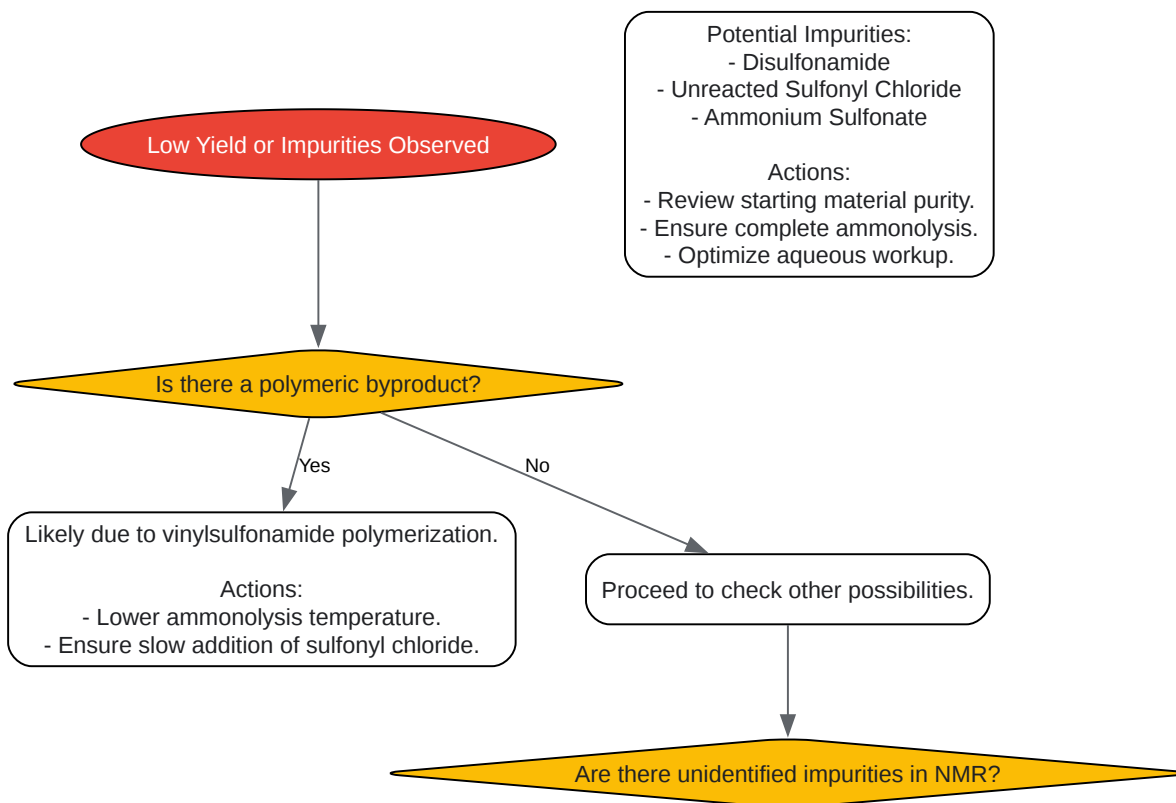 Potential Impurities:
- Disulfonamide
- Unreacted Sulfonyl Chloride
- Ammonium Sulfonate
Actions:
- Review starting material purity.
- Ensure complete ammonolysis.
- Optimize aqueous workup.
Low Yield or Impurities Observed
Is there a polymeric byproduct?
Yes
No
Likely due to vinylsulfonamide polymerization.
Actions:
- Lower ammonolysis temperature.
- Ensure slow addition of sulfonyl chloride.
Proceed to check other possibilities.
Are there unidentified impurities in NMR?